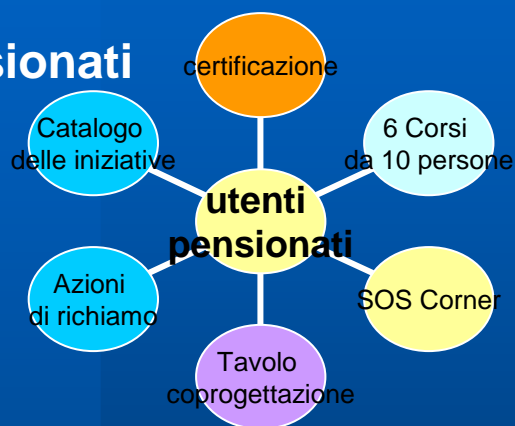 sionati
certificazione
Catalogo
delle iniziative
6 Corsi
da 10 persone
utenti
pensionati
Azioni
di richiamo
SOS Corner
Tavolo
coprogettazione